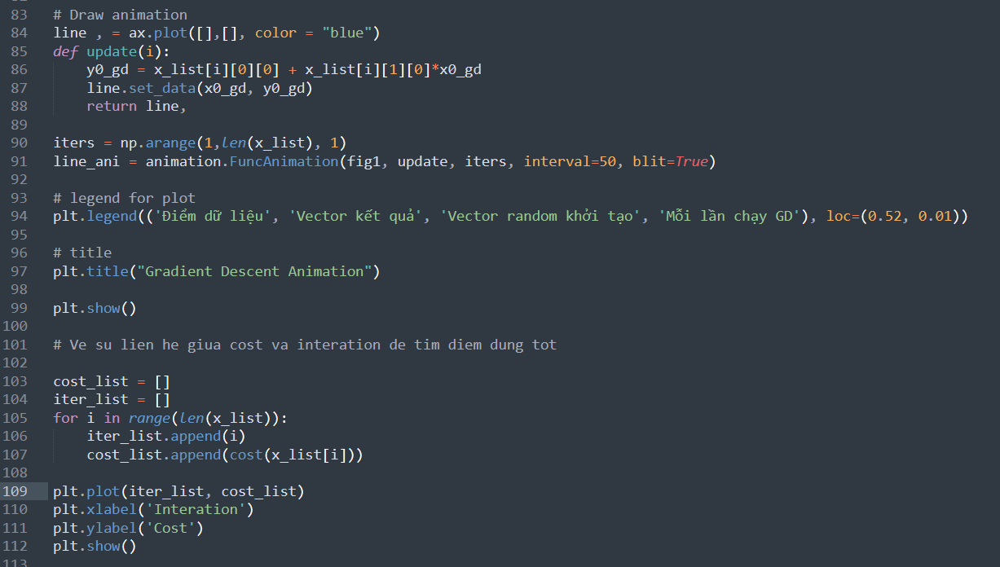 83 # Draw animation
84 line , = ax.plot([],[], color = "blue")
85 def update(i):
86     y0_gd = x_list[i][0][0] + x_list[i][1][0]*x0_gd
87     line.set_data(x0_gd, y0_gd)
88     return line,
89
90 iters = np.arange(1,len(x_list), 1)
91 line_ani = animation.FuncAnimation(fig1, update, iters, interval=50, blit=True)
92
93 # legend for plot
94 plt.legend(('Điểm dữ liệu', 'Vector kết quả', 'Vector random khởi tạo', 'Mỗi lần chạy GD'), loc=(0.52, 0.01))
95
96 # title
97 plt.title("Gradient Descent Animation")
98
99 plt.show()
100
101 # Ve su lien he giua cost va interation de tim diem dung tot
102
103 cost_list = []
104 iter_list = []
105 for i in range(len(x_list)):
106     iter_list.append(i)
107     cost_list.append(cost(x_list[i]))
108
109 plt.plot(iter_list, cost_list)
110 plt.xlabel('Interation')
111 plt.ylabel('Cost')
112 plt.show()
113